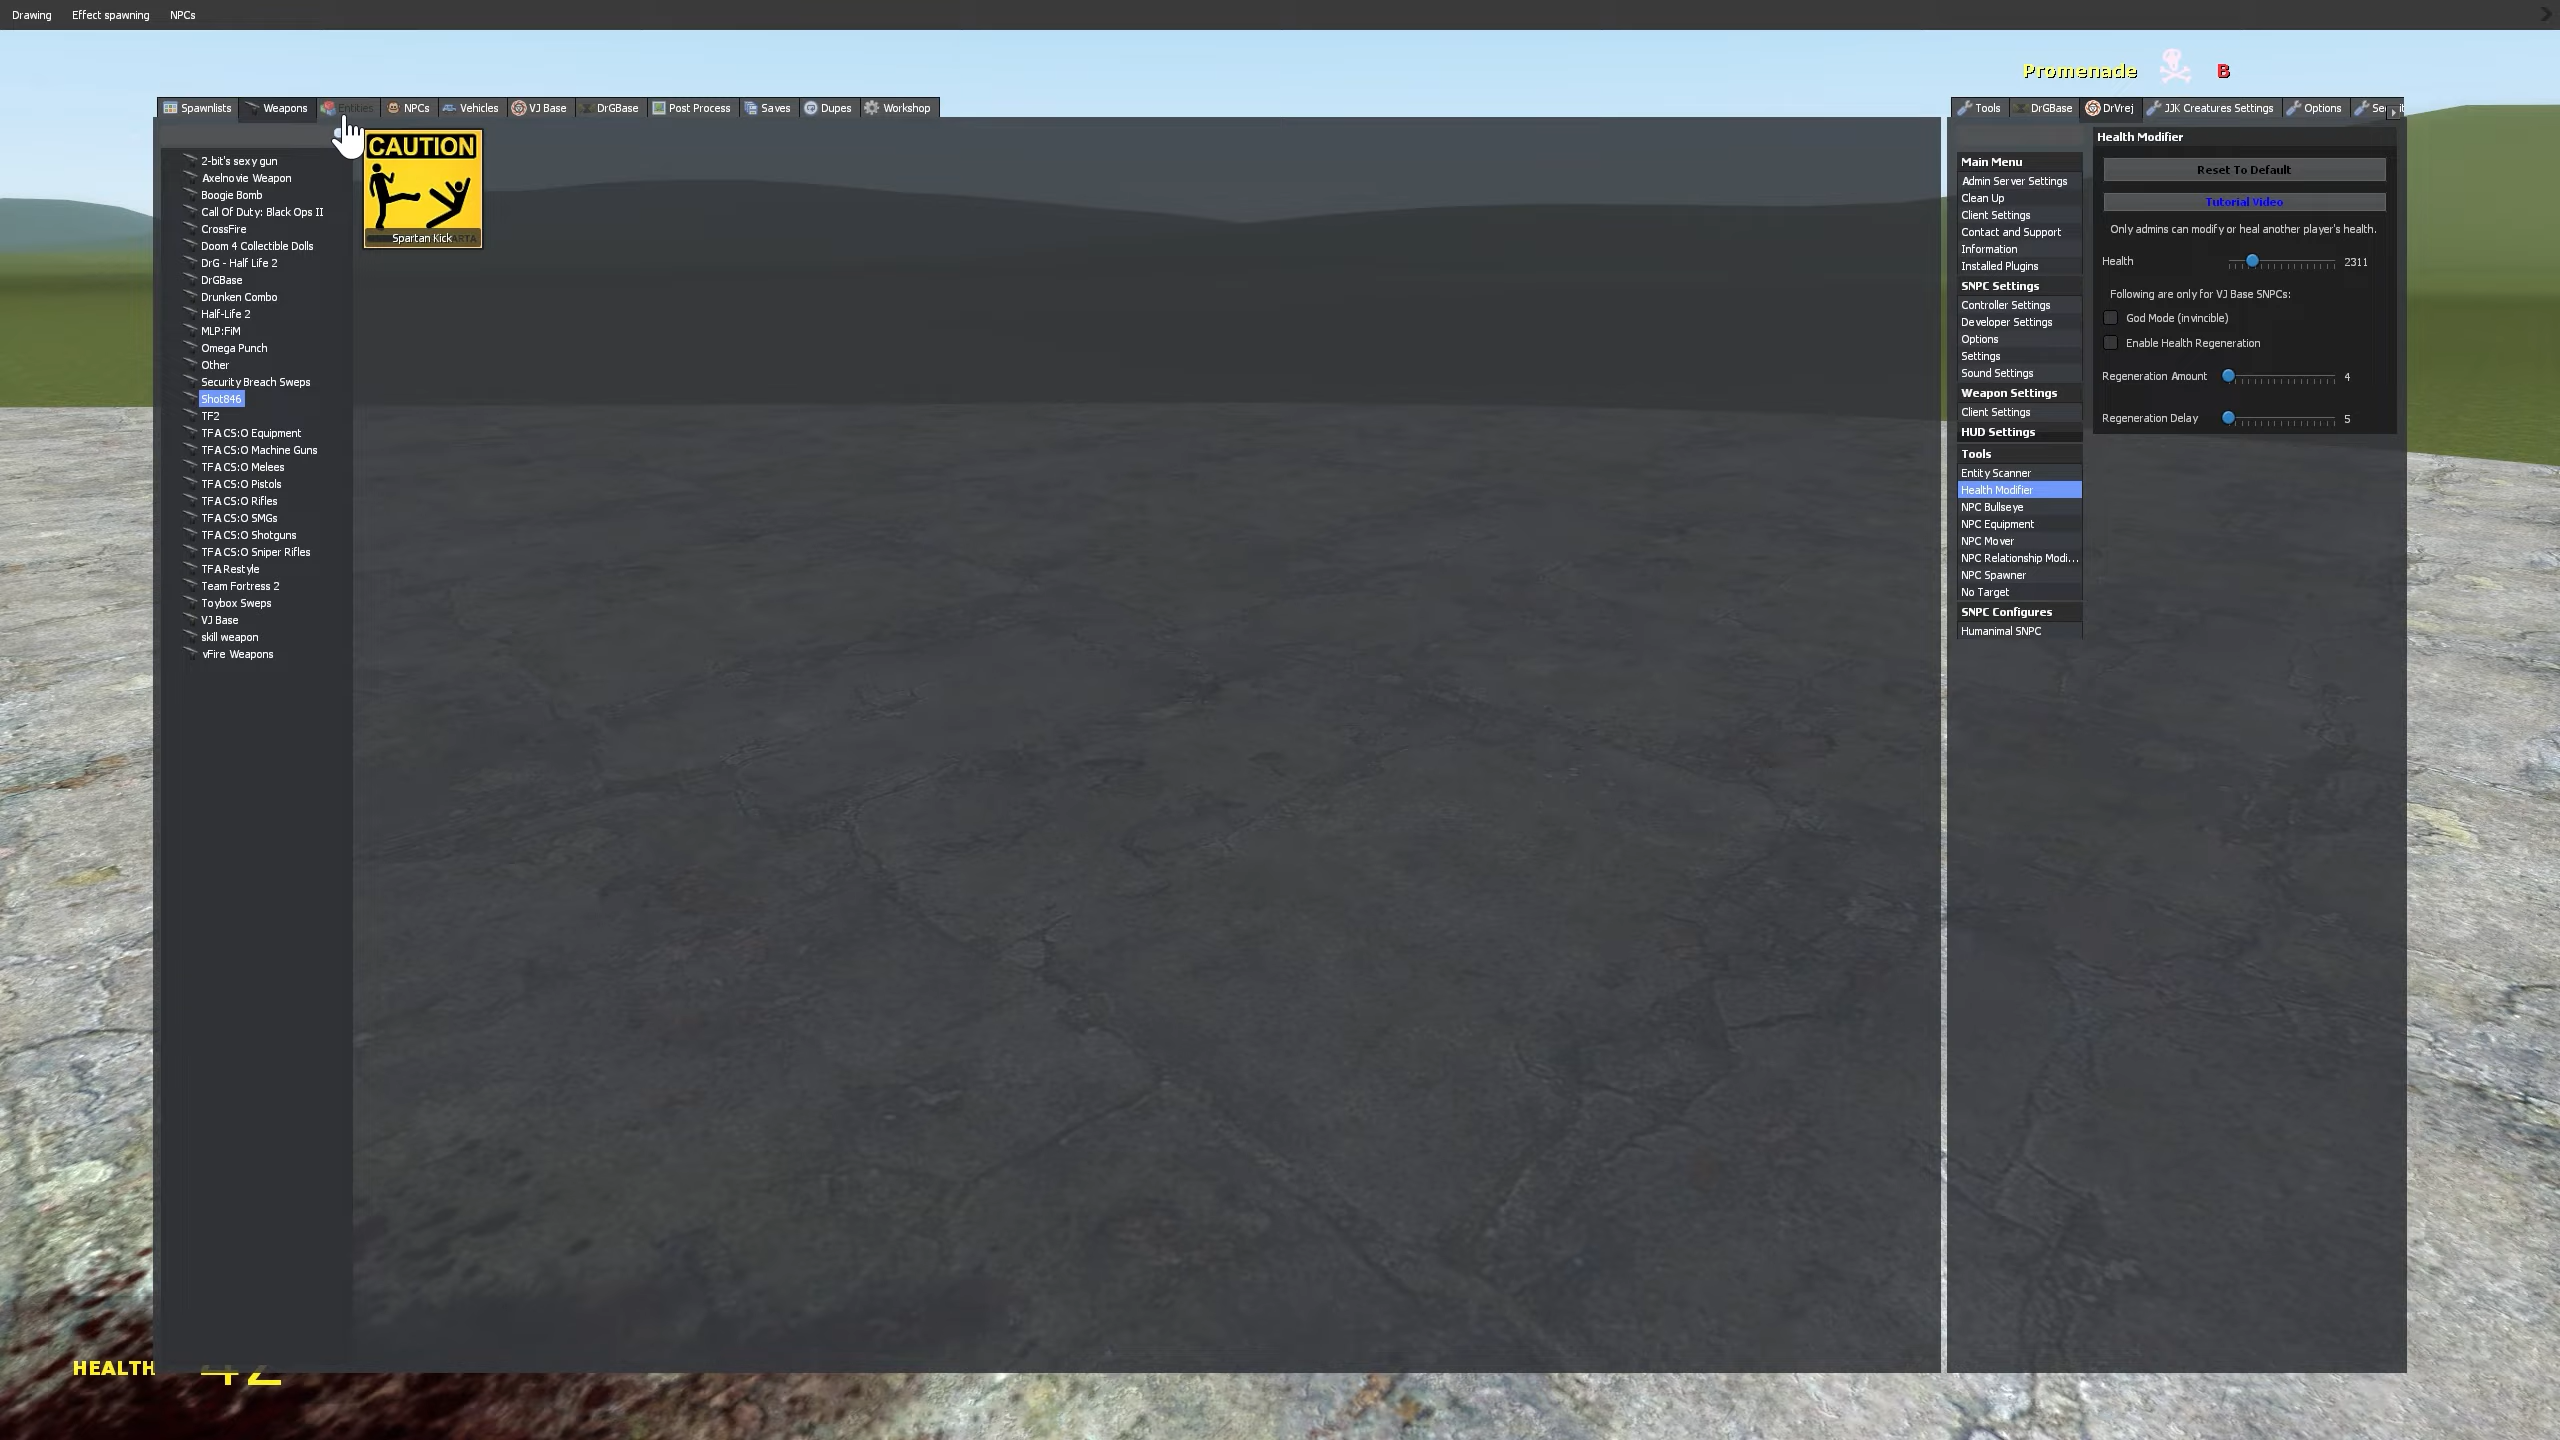 Drawing Effect spawning NPCs
Promenade B
Spawnlists Weapons Entities NPCs Vehicles VJ Base DrGBase Post Process Saves Dupes Workshop
CAUTION
Spartan Kick
2-bit's sexy gun
Axelnovie Weapon
Boogie Bomb
Call Of Duty: Black Ops II
CrossFire
Doom 4 Collectible Dolls
DrG - Half Life 2
DrGBase
Drunken Combo
Half-Life 2
MLP:FiM
Omega Punch
Other
Security Breach Sweps
Shot846
TF2
TFA CS:O Equipment
TFA CS:O Machine Guns
TFA CS:O Melees
TFA CS:O Pistols
TFA CS:O Rifles
TFA CS:O SMGs
TFA CS:O Shotguns
TFA CS:O Sniper Rifles
TFA Restyle
Team Fortress 2
Toybox Sweps
VJ Base
skill weapon
vFire Weapons
Tools DrGBase DrVrej JJK Creatures Settings Options
Main Menu
Admin Server Settings
Clean Up
Client Settings
Contact and Support
Information
Installed Plugins
SNPC Settings
Controller Settings
Developer Settings
Options
Settings
Sound Settings
Weapon Settings
Client Settings
HUD Settings
Tools
Entity Scanner
Health Modifier
NPC Bullseye
NPC Equipment
NPC Mover
NPC Relationship Modi...
NPC Spawner
No Target
SNPC Configures
Humanimal SNPC
Health Modifier
Reset To Default
Tutorial Video
Only admins can modify or heal another player's health.
Health 2311
Following are only for VJ Base SNPCs:
God Mode (invincible)
Enable Health Regeneration
Regeneration Amount 4
Regeneration Delay 5
HEALTH 42